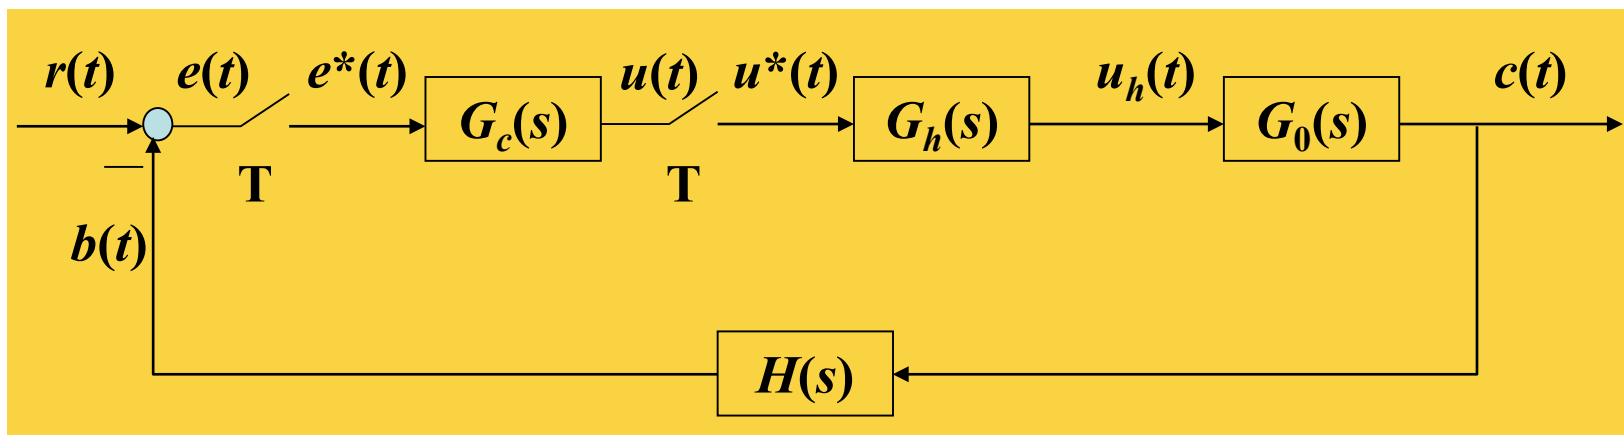 r(t) e(t) e*(t) u(t) u*(t) u_h(t) c(t)
G_c(s) G_h(s) G_0(s)
— T T
b(t)
H(s)